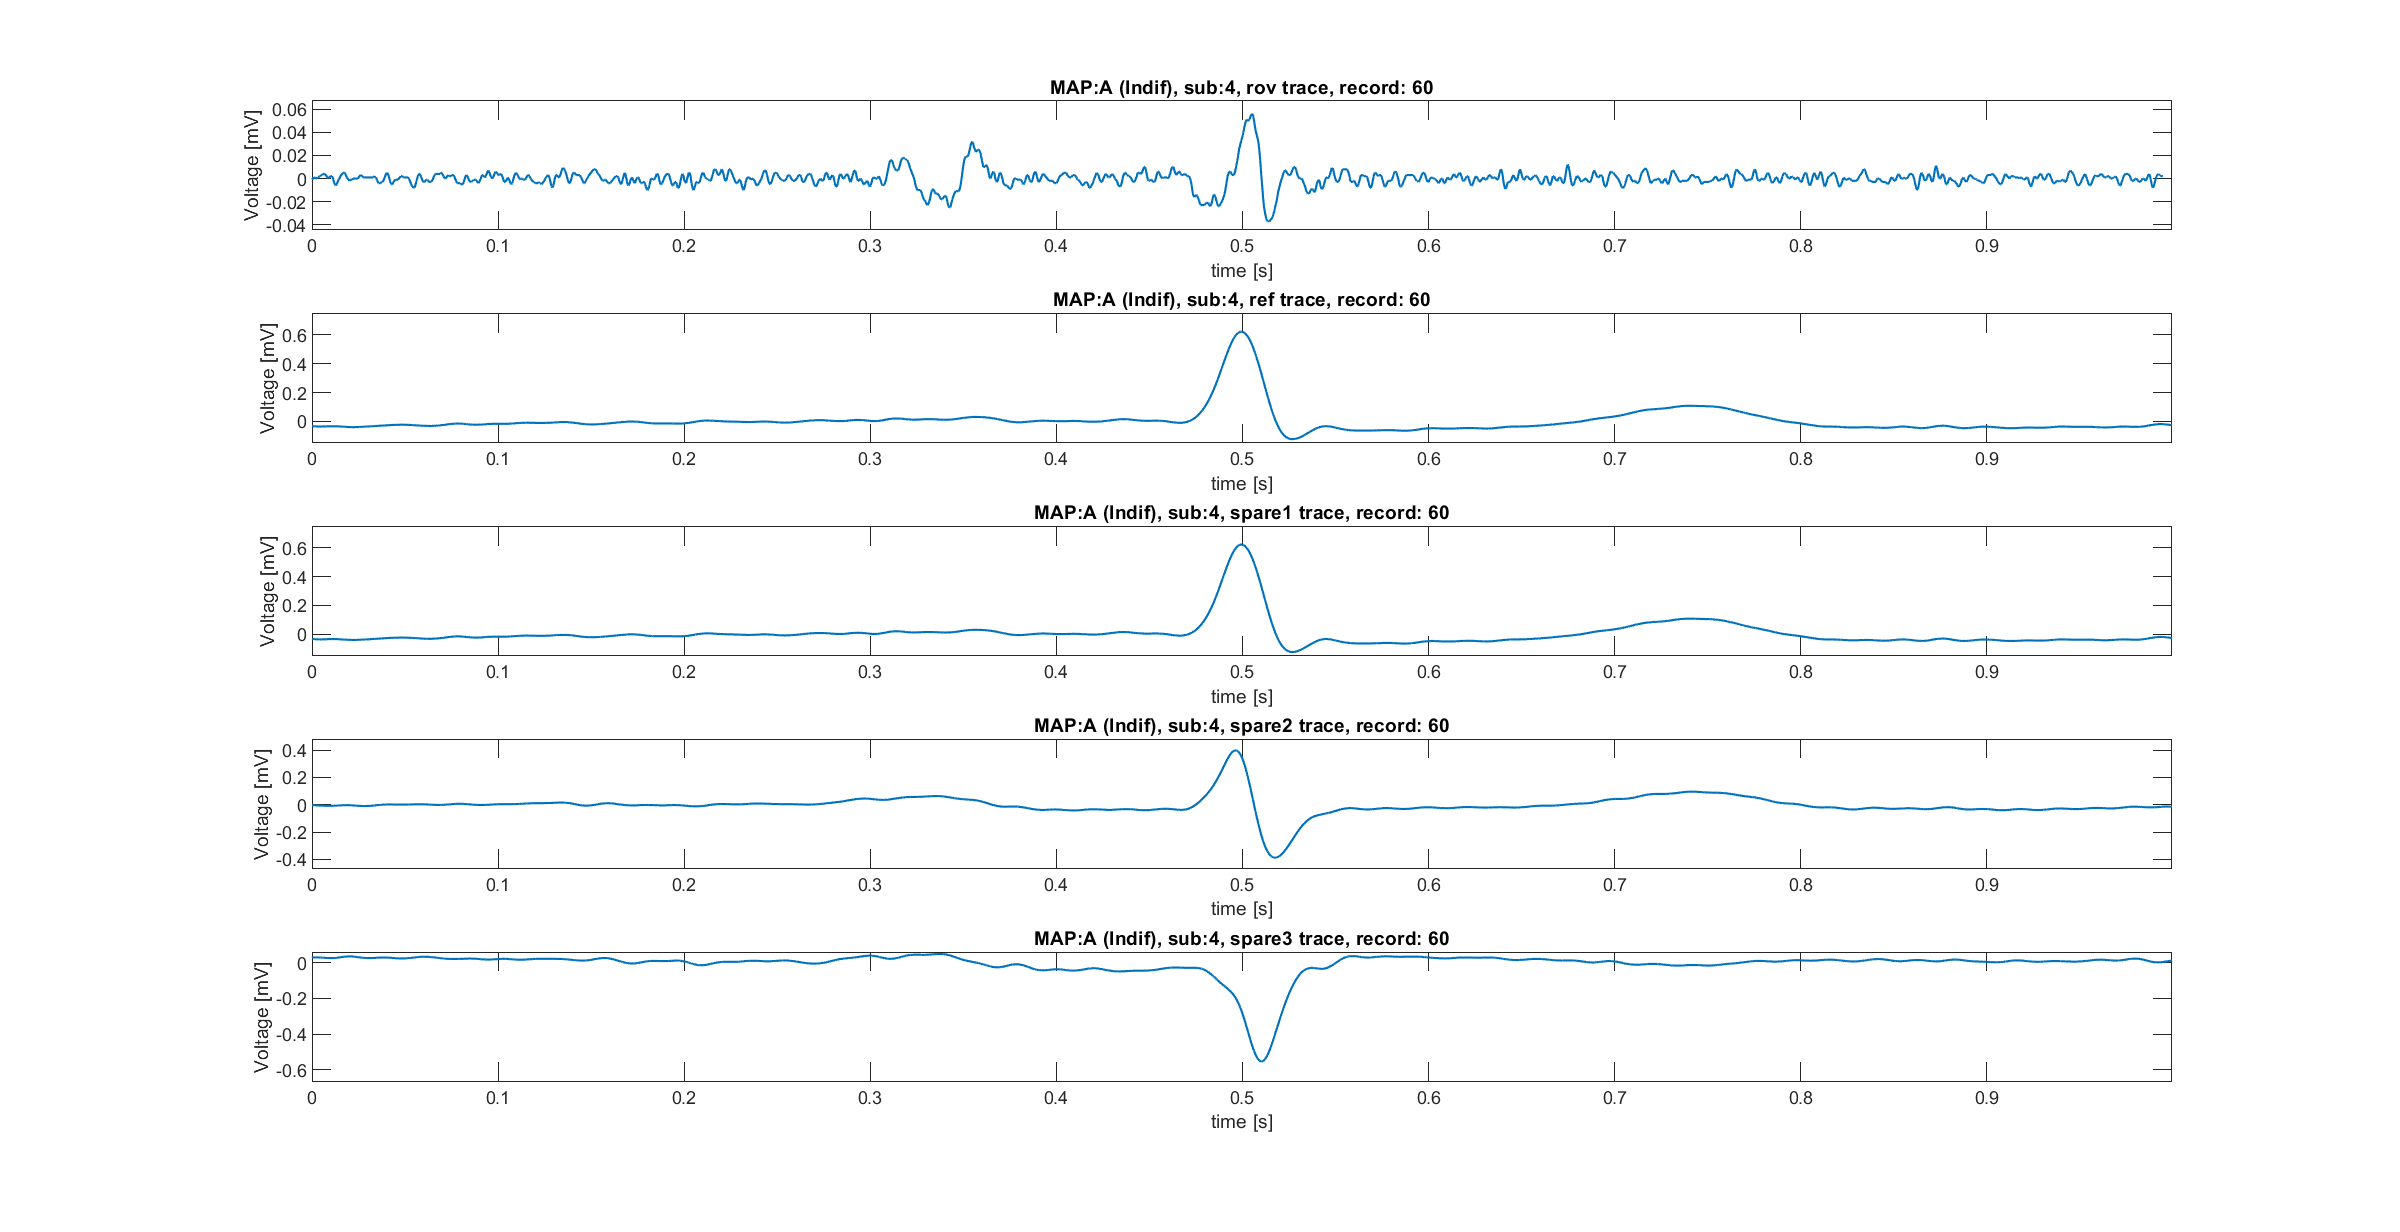 MAP:A (Indif), sub:4, rov trace, record: 60
Voltage [mV]
0.06
0.04
0.02
0
-0.02
-0.04
0 0.1 0.2 0.3 0.4 0.5 0.6 0.7 0.8 0.9
time [s]
MAP:A (Indif), sub:4, ref trace, record: 60
Voltage [mV]
0.6
0.4
0.2
0
0 0.1 0.2 0.3 0.4 0.5 0.6 0.7 0.8 0.9
time [s]
MAP:A (Indif), sub:4, spare1 trace, record: 60
Voltage [mV]
0.6
0.4
0.2
0
0 0.1 0.2 0.3 0.4 0.5 0.6 0.7 0.8 0.9
time [s]
MAP:A (Indif), sub:4, spare2 trace, record: 60
Voltage [mV]
0.4
0.2
0
-0.2
-0.4
0 0.1 0.2 0.3 0.4 0.5 0.6 0.7 0.8 0.9
time [s]
MAP:A (Indif), sub:4, spare3 trace, record: 60
Voltage [mV]
0
-0.2
-0.4
-0.6
0 0.1 0.2 0.3 0.4 0.5 0.6 0.7 0.8 0.9
time [s]